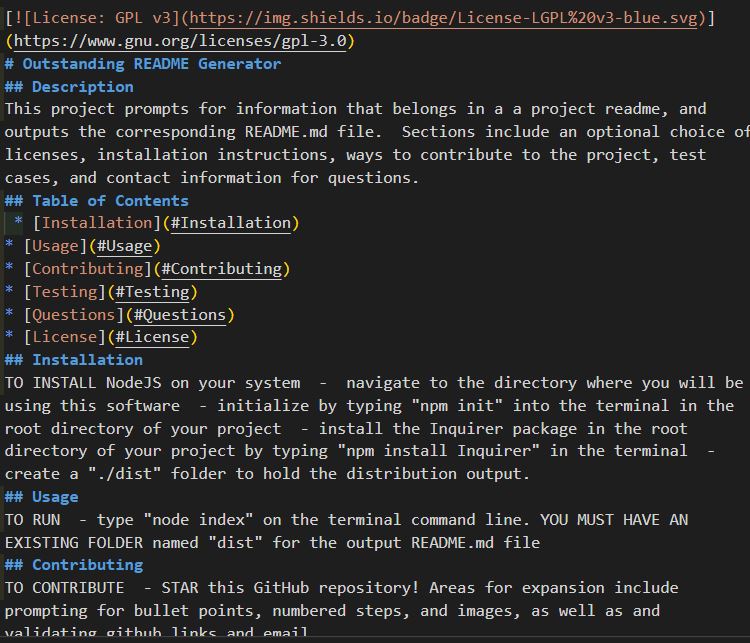 [![License: GPL v3](https://img.shields.io/badge/License-LGPL%20v3-blue.svg)]
(https://www.gnu.org/licenses/gpl-3.0)
# Outstanding README Generator
## Description
This project prompts for information that belongs in a a project readme, and
outputs the corresponding README.md file.  Sections include an optional choice of
licenses, installation instructions, ways to contribute to the project, test
cases, and contact information for questions.
## Table of Contents
 * [Installation](#Installation)
* [Usage](#Usage)
* [Contributing](#Contributing)
* [Testing](#Testing)
* [Questions](#Questions)
* [License](#License)
## Installation
TO INSTALL NodeJS on your system  -  navigate to the directory where you will be
using this software  - initialize by typing "npm init" into the terminal in the
root directory of your project  - install the Inquirer package in the root
directory of your project by typing "npm install Inquirer" in the terminal  -
create a "./dist" folder to hold the distribution output.
## Usage
TO RUN  - type "node index" on the terminal command line. YOU MUST HAVE AN
EXISTING FOLDER named "dist" for the output README.md file
## Contributing
TO CONTRIBUTE  - STAR this GitHub repository! Areas for expansion include
prompting for bullet points, numbered steps, and images, as well as and
validating github links and email